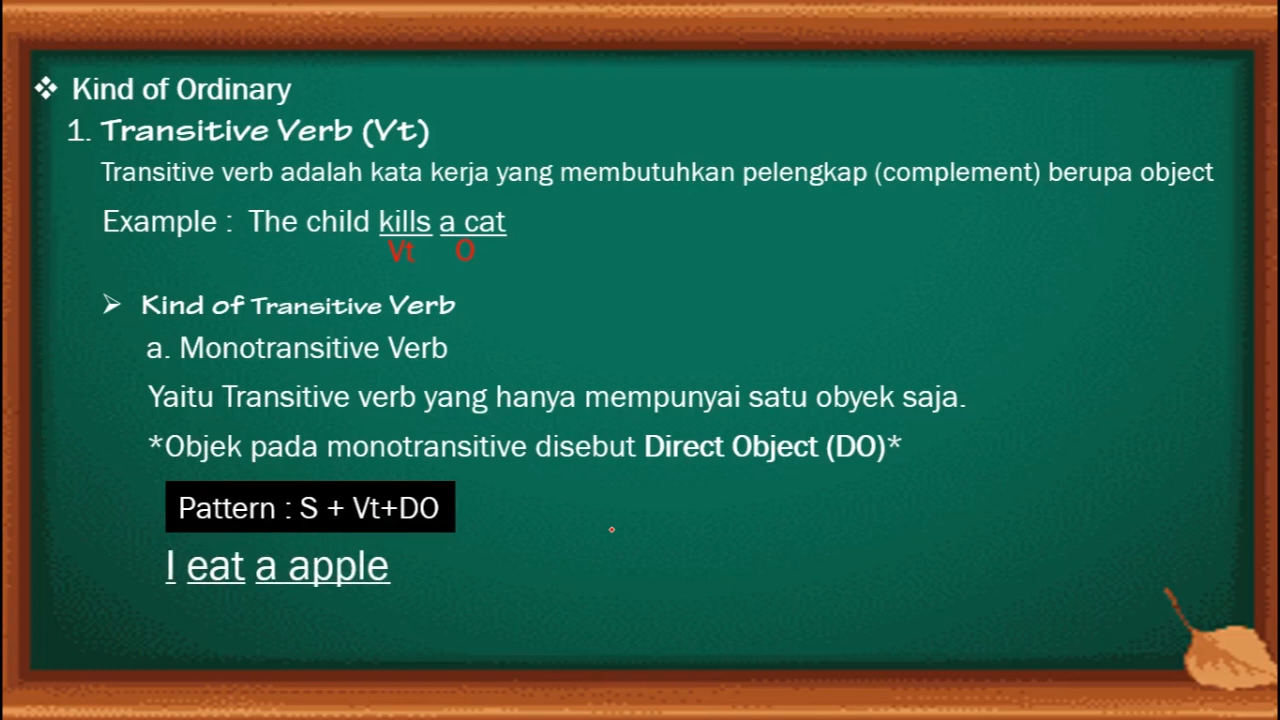 ❖ Kind of Ordinary
1. Transitive Verb (Vt)
Transitive verb adalah kata kerja yang membutuhkan pelengkap (complement) berupa object
Example : The child kills a cat
Vt O
➢ Kind of Transitive Verb
a. Monotransitive Verb
Yaitu Transitive verb yang hanya mempunyai satu obyek saja.
*Objek pada monotransitive disebut Direct Object (DO)*
Pattern : S + Vt+DO
I eat a apple